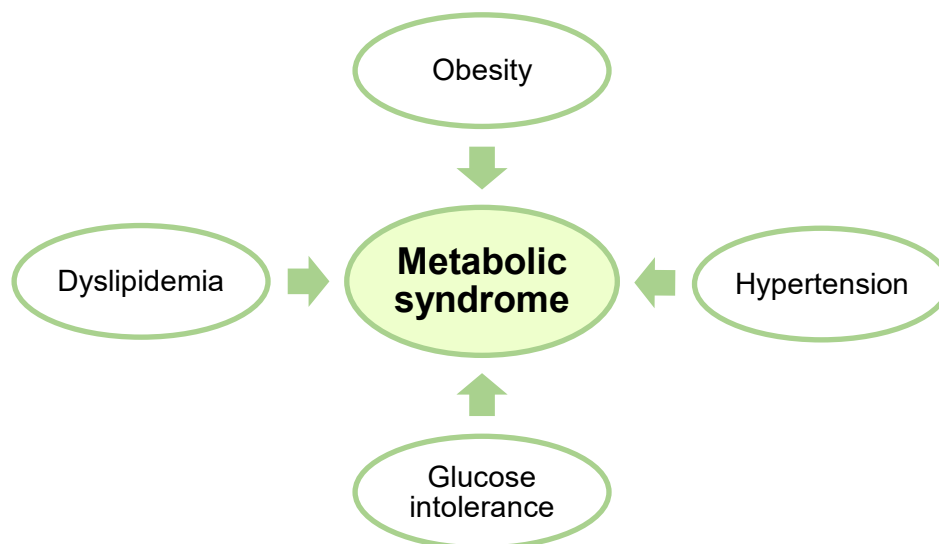 Obesity
Dyslipidemia
Metabolic
syndrome
Hypertension
Glucose
intolerance